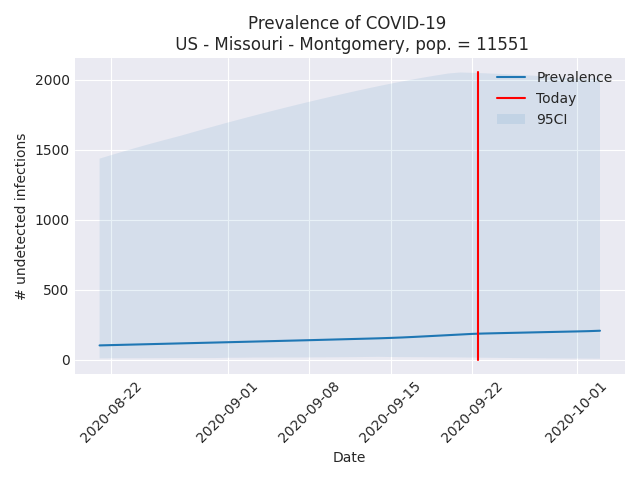 Prevalence of COVID-19
US - Missouri - Montgomery, pop. = 11551
Prevalence
Today
95CI
2000
1500
1000
500
0
# undetected infections
2020-08-22
2020-09-01
2020-09-08
2020-09-15
2020-09-22
2020-10-01
Date